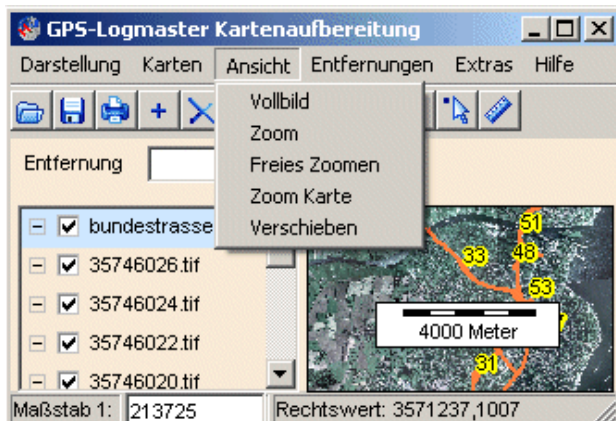 GPS-Logmaster Kartenaufbereitung
Darstellung Karten Ansicht Entfernungen Extras Hilfe
Vollbild
Zoom
Freies Zoomen
Zoom Karte
Verschieben
Entfernung
bundestrasse
35746026.tif
35746024.tif
35746022.tif
35746020.tif
51
33
48
53
4000 Meter
31
Maßstab 1: 213725 Rechtswert: 3571237,1007